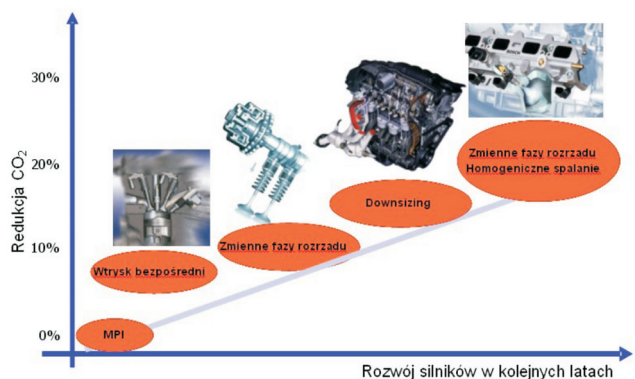 Redukcja CO₂
30%
20%
10%
0%
Zmienne fazy rozrządu
Homogeniczne spalanie
Downsizing
Zmienne fazy rozrządu
Wtrysk bezpośredni
MPI
Rozwój silników w kolejnych latach